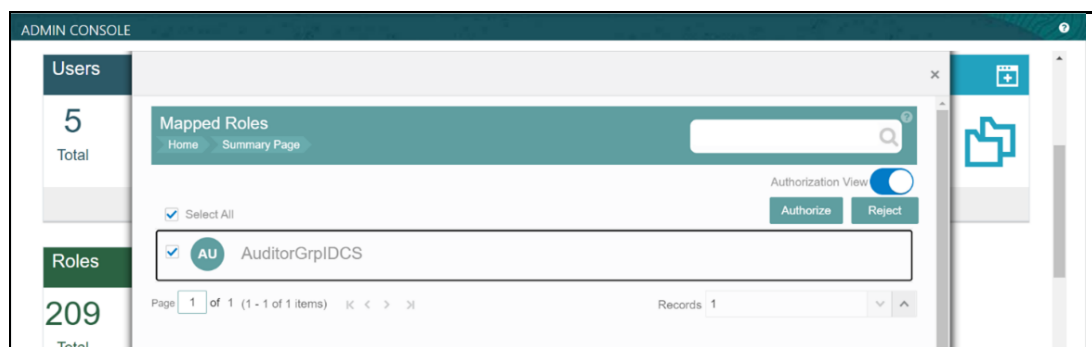 ADMIN CONSOLE
Users
5
Total
Mapped Roles
Home Summary Page
Authorization View
Select All
Authorize Reject
AU AuditorGrpIDCS
Page 1 of 1 (1 - 1 of 1 items) Records 1
Roles
209
Total